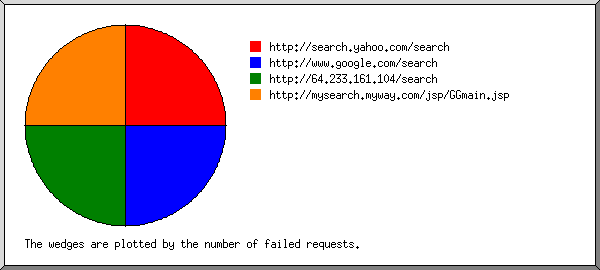 http://search.yahoo.com/search
http://www.google.com/search
http://64.233.161.104/search
http://mysearch.myway.com/jsp/GGmain.jsp
The wedges are plotted by the number of failed requests.